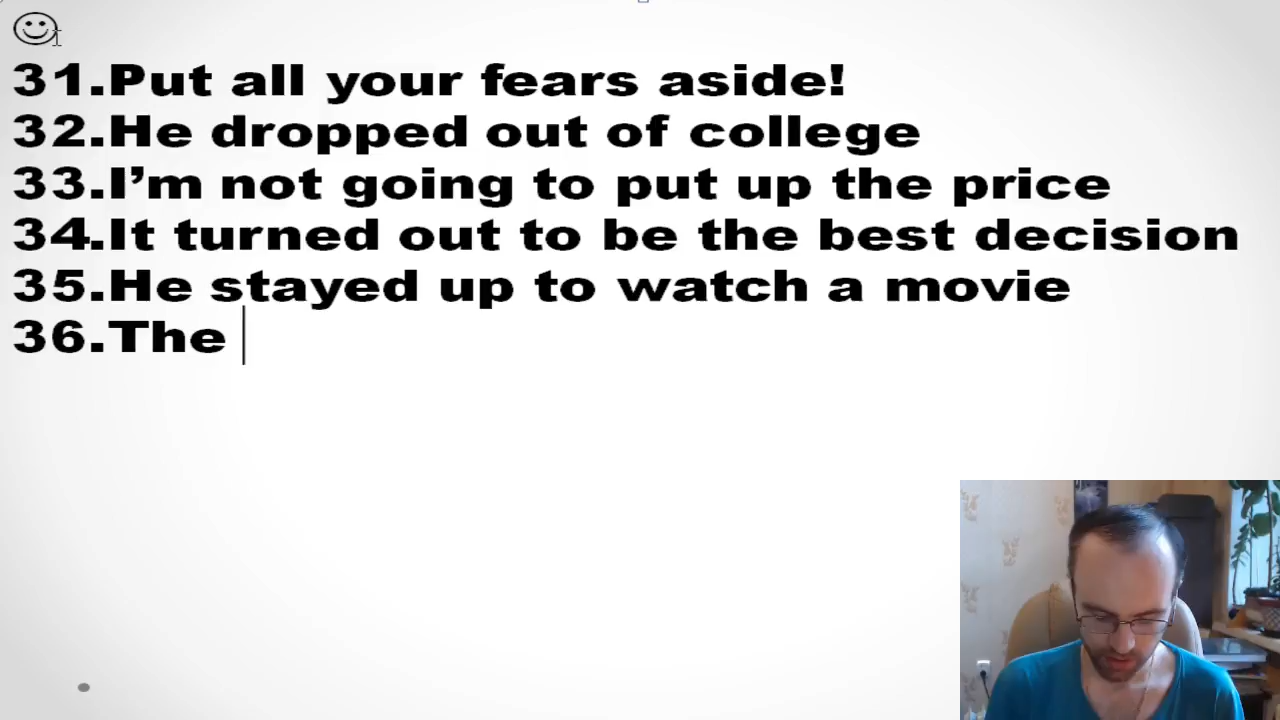 31.Put all your fears aside!
32.He dropped out of college
33.I’m not going to put up the price
34.It turned out to be the best decision
35.He stayed up to watch a movie
36.The